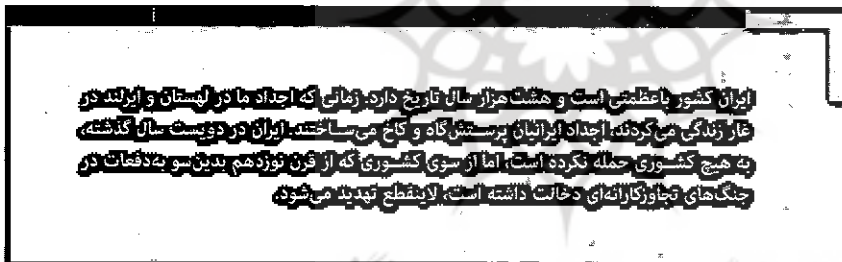 ایران کشور باعظمتی است و هشت‌هزار سال تاریخ دارد. زمانی که اجداد ما در لهستان و ایرلند در
غار زندگی می‌کردند، اجداد ایرانیان پرستش‌گاه و کاخ می‌ساختند. ایران در دویست سال گذشته،
به هیچ کشوری حمله نکرده است، اما از سوی کشوری که از قرن نوزدهم بدین‌سو به‌دفعات در
جنگ‌های تجاوزکارانه‌ای دخالت داشته است، لاینقطع تهدید می‌شود.